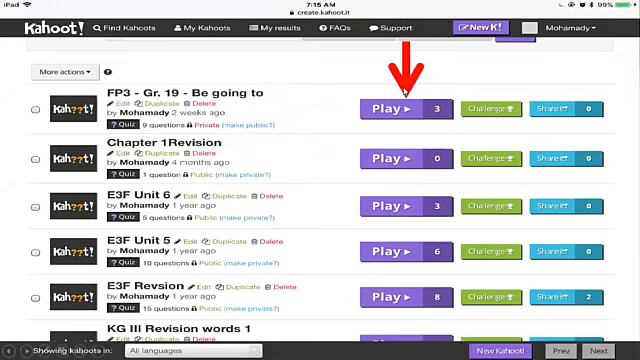 iPad 7:15 AM 99%
create.kahoot.it
Kahoot! Find Kahoots My Kahoots My results FAQs Support New K! Mohamady
More actions ?
Kah??t! FP3 - Gr. 19 - Be going to
Edit Duplicate Delete
by Mohamady 2 weeks ago
? Quiz 9 questions Private (make public?)
Play 3 Challenge Share 0
Kah??t! Chapter 1Revision
Edit Duplicate Delete
by Mohamady 4 months ago
? Quiz 1 question Public (make private?)
Play 0 Challenge Share 0
Kah??t! E3F Unit 6 Edit Duplicate Delete
by Mohamady 1 year ago
? Quiz 5 questions Public (make private?)
Play 3 Challenge Share 0
Kah??t! E3F Unit 5 Edit Duplicate Delete
by Mohamady 1 year ago
? Quiz 10 questions Public (make private?)
Play 6 Challenge Share 0
Kah??t! E3F Revsion Edit Duplicate Delete
by Mohamady 1 year ago
? Quiz 15 questions Public (make private?)
Play 8 Challenge Share 2
KG III Revision words 1
Showing kahoots in: All languages New Kahoot! Prev Next